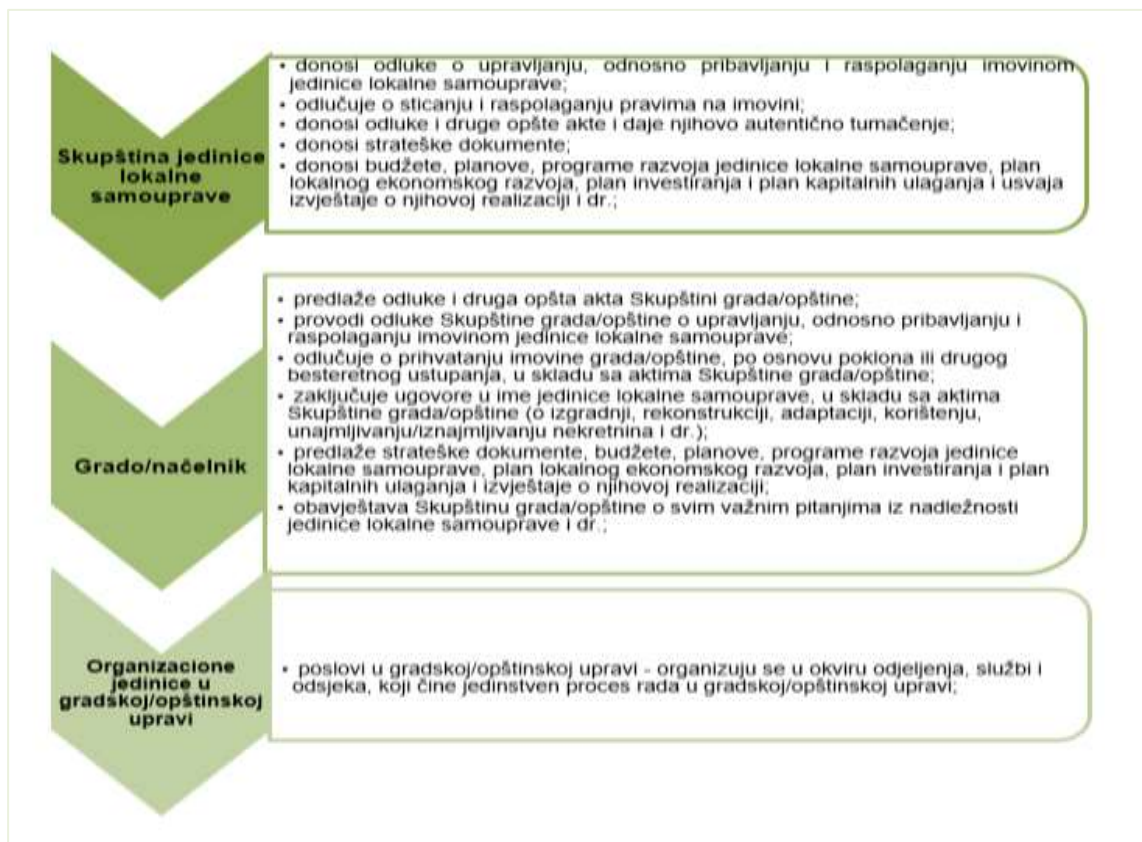 Skupština jedinice
lokalne
samouprave
• donosi odluke o upravljanju, odnosno pribavljanju i raspolaganju imovinom
jedinice lokalne samouprave;
• odlučuje o sticanju i raspolaganju pravima na imovini;
• donosi odluke i druge opšte akte i daje njihovo autentično tumačenje;
• donosi strateške dokumente;
• donosi budžete, planove, programe razvoja jedinice lokalne samouprave, plan
lokalnog ekonomskog razvoja, plan investiranja i plan kapitalnih ulaganja i usvaja
izvještaje o njihovoj realizaciji i dr.;
Grado/načelnik
• predlaže odluke i druga opšta akta Skupštini grada/opštine;
• provodi odluke Skupštine grada/opštine o upravljanju, odnosno pribavljanju i
raspolaganju imovinom jedinice lokalne samouprave;
• odlučuje o prihvatanju imovine grada/opštine, po osnovu poklona ili drugog
besteretnog ustupanja, u skladu sa aktima Skupštine grada/opštine;
• zaključuje ugovore u ime jedinice lokalne samouprave, u skladu sa aktima
Skupštine grada/opštine (o izgradnji, rekonstrukciji, adaptaciji, korištenju,
unajmljivanju/iznajmljivanju nekretnina i dr.);
• predlaže strateške dokumente, budžete, planove, programe razvoja jedinice
lokalne samouprave, plan lokalnog ekonomskog razvoja, plan investiranja i plan
kapitalnih ulaganja i izvještaje o njihovoj realizaciji;
• obavještava Skupštinu grada/opštine o svim važnim pitanjima iz nadležnosti
jedinice lokalne samouprave i dr.;
Organizacione
jedinice u
gradskoj/opštinskoj
upravi
• poslovi u gradskoj/opštinskoj upravi - organizuju se u okviru odjeljenja, službi i
odsjeka, koji čine jedinstven proces rada u gradskoj/opštinskoj upravi;